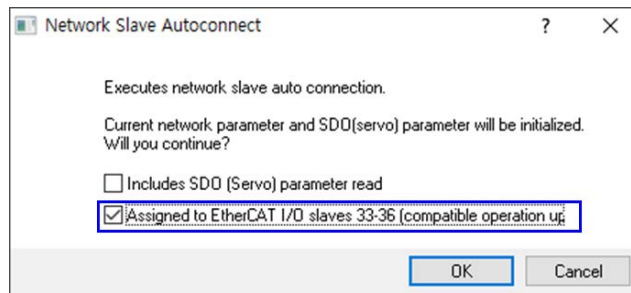 Network Slave Autoconnect
Executes network slave auto connection.
Current network parameter and SDO(servo) parameter will be initialized.
Will you continue?
Includes SDO (Servo) parameter read
Assigned to EtherCAT I/O slaves 33-36 (compatible operation up
OK Cancel